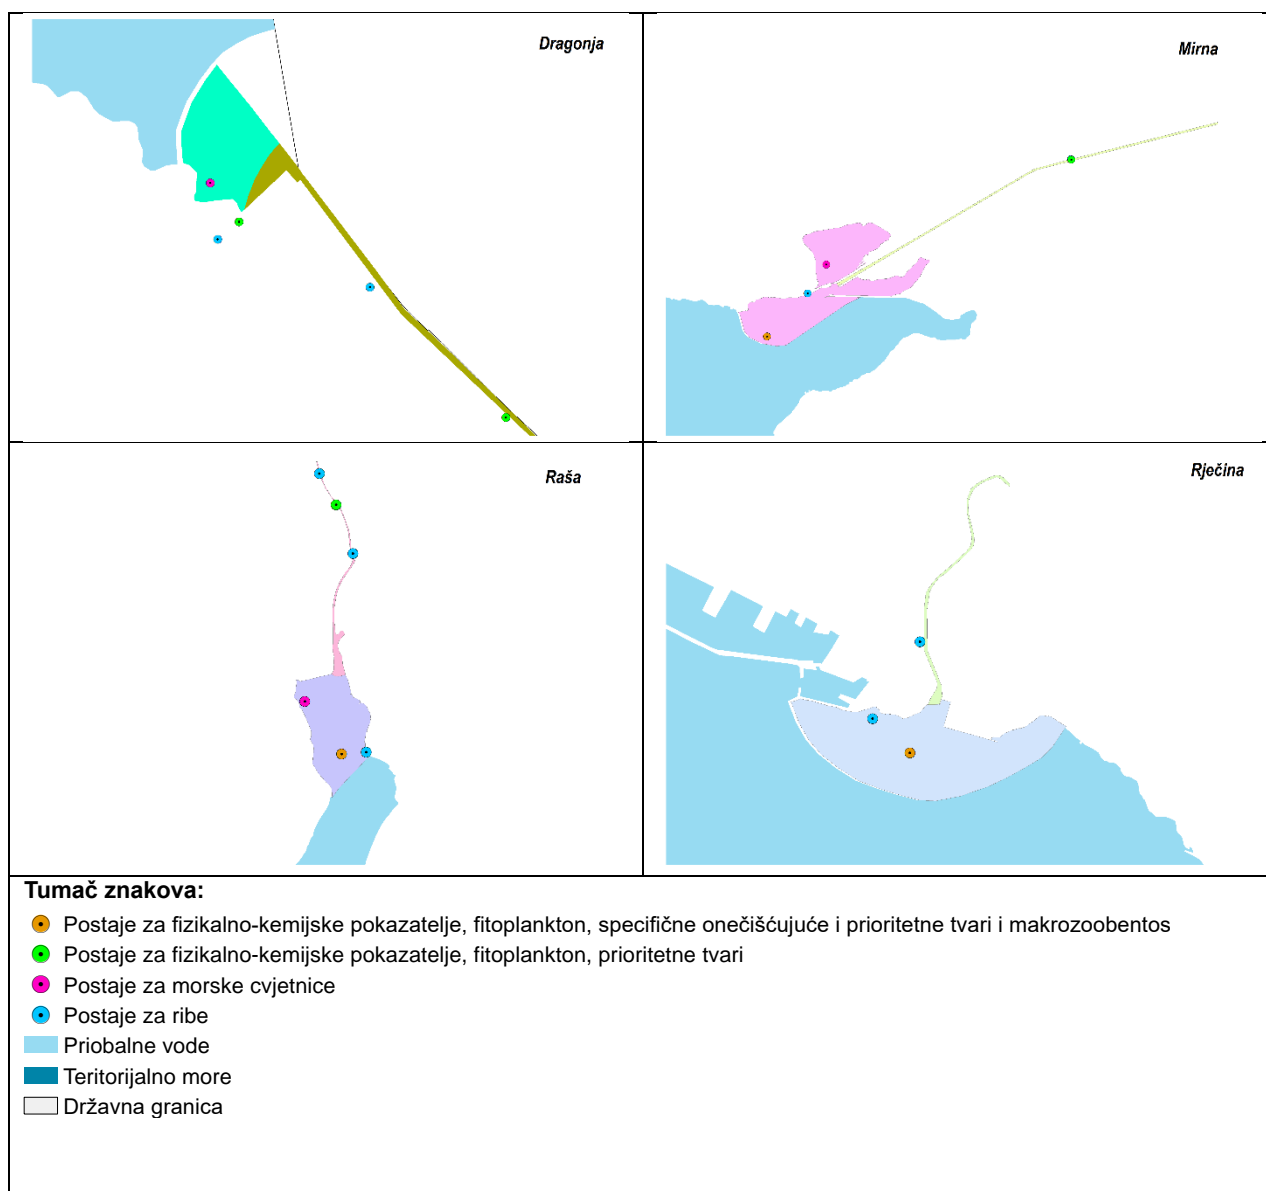 Dragonja
Mirna
Raša
Rječina
Tumač znakova:
Postaje za fizikalno-kemijske pokazatelje, fitoplankton, specifične onečišćujuće i prioritetne tvari i makrozoobentos
Postaje za fizikalno-kemijske pokazatelje, fitoplankton, prioritetne tvari
Postaje za morske cvjetnice
Postaje za ribe
Priobalne vode
Teritorijalno more
Državna granica